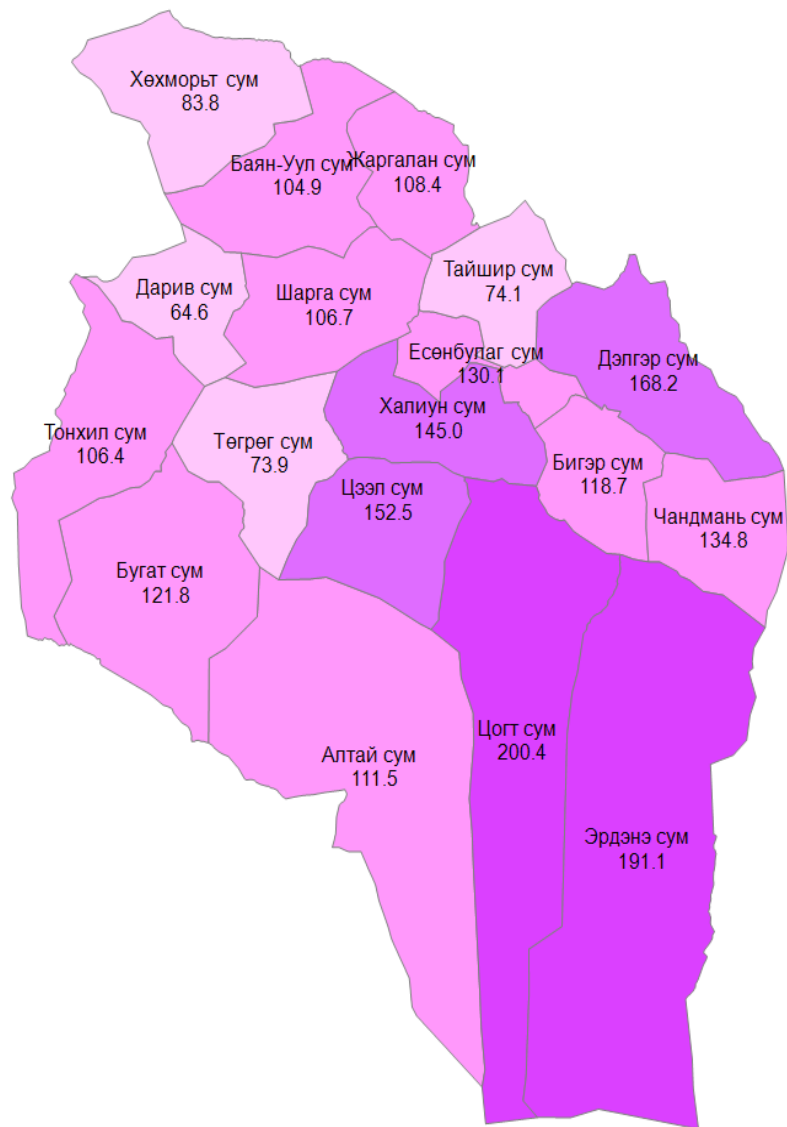 Хөхморьт сум
83.8
Баян-Уул сум
104.9
Жаргалан сум
108.4
Дарив сум
64.6
Шарга сум
106.7
Тайшир сум
74.1
Есөнбулаг сум
130.1
Дэлгэр сум
168.2
Халиун сум
145.0
Тонхил сум
106.4
Төгрөг сум
73.9
Бигэр сум
118.7
Цээл сум
152.5
Чандмань сум
134.8
Бугат сум
121.8
Алтай сум
111.5
Цогт сум
200.4
Эрдэнэ сум
191.1